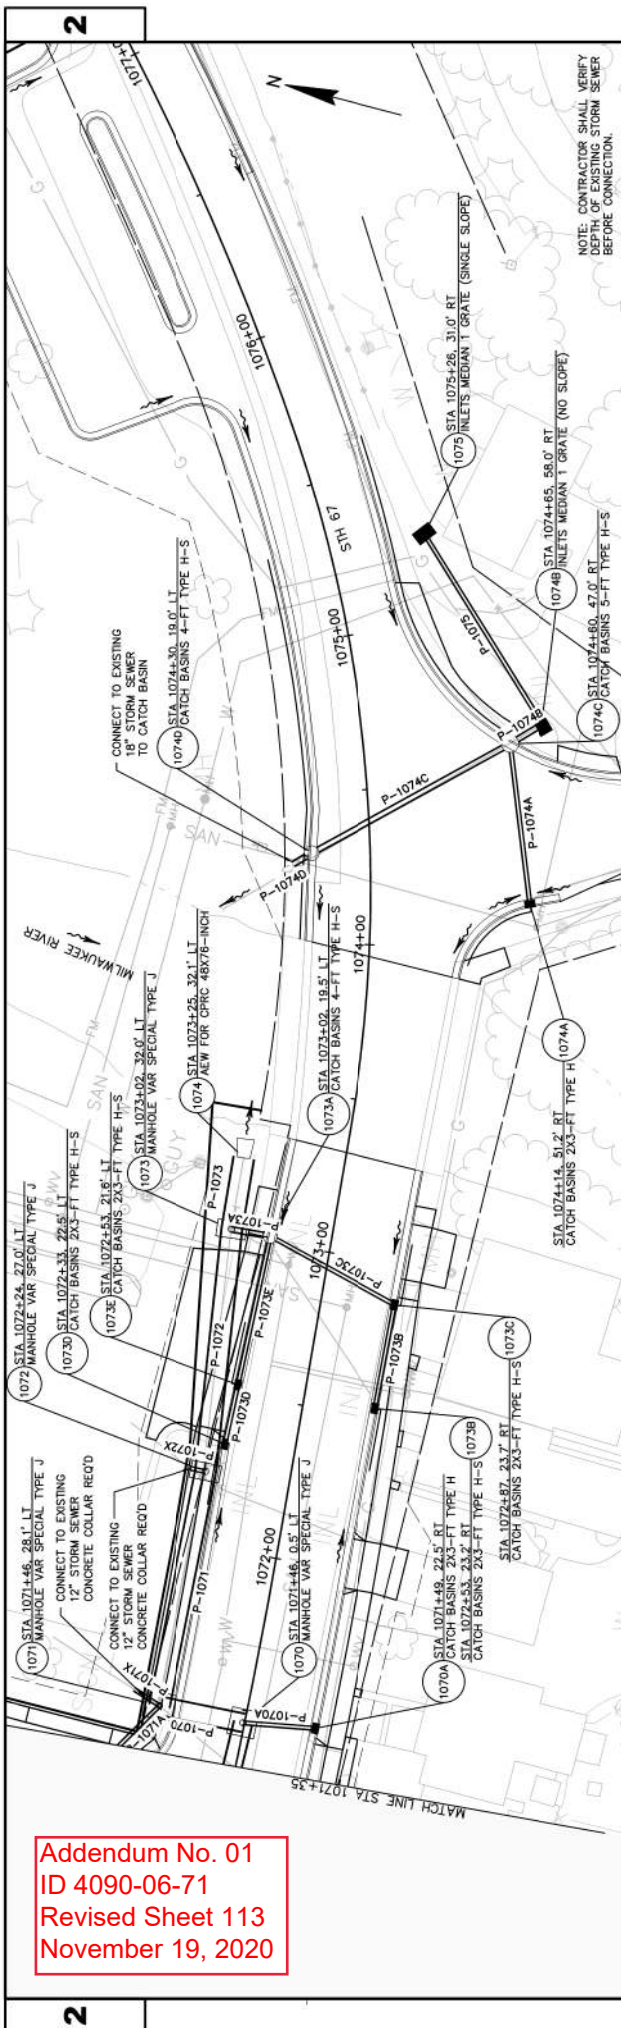 2
1077+0
N
NOTE: CONTRACTOR SHALL VERIFY
DEPTH OF EXISTING STORM SEWER
BEFORE CONNECTION.
G
FM
1076+00
W
1075
STA 1075+26, 31.0' RT
INLETS MEDIAN 1 GRATE (SINGLE SLOPE)
G
STH 67
1075+00
P-1075
1074B
STA 1074+65, 58.0' RT
INLETS MEDIAN 1 GRATE (NO SLOPE)
1074C
STA 1074+60, 47.0' RT
CATCH BASINS 5-FT TYPE H-S
P-1074B
P-1074C
P-1074A
CONNECT TO EXISTING
18" STORM SEWER
TO CATCH BASIN
1074D
STA 1074+30, 19.0' LT
CATCH BASINS 4-FT TYPE H-S
P-1074D
FM
MH
W
SAN
MILWAUKEE RIVER
1074+00
1074A
STA 1074+14, 51.2' RT
CATCH BASINS 2X3-FT TYPE H
1074
STA 1073+25, 32.1' LT
AEW FOR CPRC 48X76-INCH
1073A
STA 1073+02, 19.5' LT
CATCH BASINS 4-FT TYPE H-S
1073
STA 1073+02, 32.0' LT
MANHOLE VAR SPECIAL TYPE J
1073E
STA 1072+53, 21.6' LT
CATCH BASINS 2X3-FT TYPE H-S
1073D
STA 1072+33, 22.5' LT
CATCH BASINS 2X3-FT TYPE H-S
1072
STA 1072+24, 27.0' LT
MANHOLE VAR SPECIAL TYPE J
FM
SAN
WV
GUY
P-1073
P-1073A
P-1073E
1073+00
P-1073C
P-1073B
P-1072
P-1073D
P-1072X
INL
G
1073C
STA 1072+87, 23.7' RT
CATCH BASINS 2X3-FT TYPE H-S
1073B
STA 1072+53, 23.2' RT
CATCH BASINS 2X3-FT TYPE H-S
1071
STA 1071+46, 28.1' LT
MANHOLE VAR SPECIAL TYPE J
CONNECT TO EXISTING
12" STORM SEWER
CONCRETE COLLAR REQ'D
CONNECT TO EXISTING
12" STORM SEWER
CONCRETE COLLAR REQ'D
P-1071
1072+00
INL
1070
STA 1071+46, 0.5' LT
MANHOLE VAR SPECIAL TYPE J
1070A
STA 1071+49, 22.5' RT
CATCH BASINS 2X3-FT TYPE H
P-1071X
P-1071A
P-1070
P-1070A
WV
MATCH LINE STA 1071+35
Addendum No. 01
ID 4090-06-71
Revised Sheet 113
November 19, 2020
2